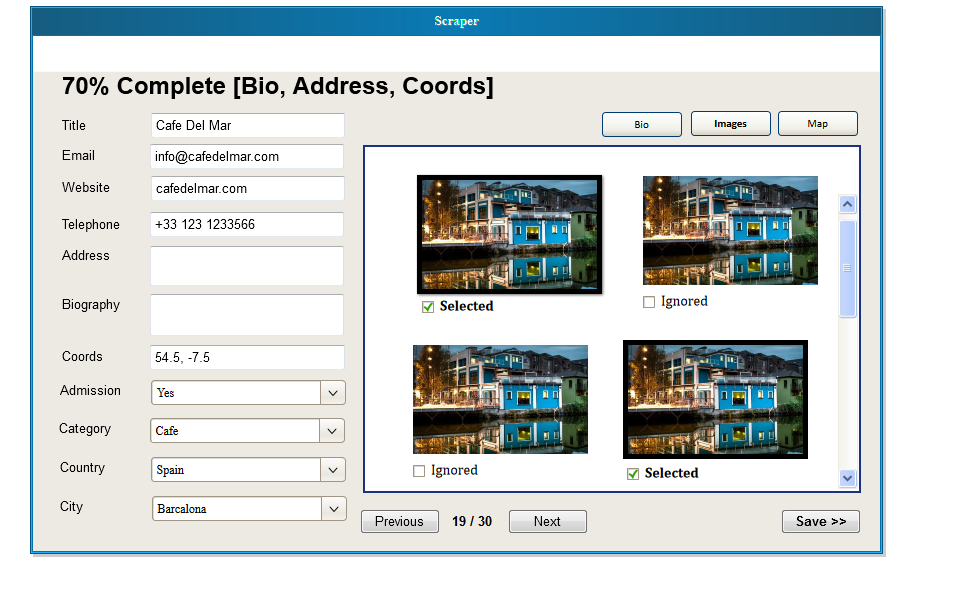 Scraper
70% Complete [Bio, Address, Coords]
Title
Cafe Del Mar
Bio
Images
Map
Email
info@cafedelmar.com
Website
cafedelmar.com
Telephone
+33 123 1233566
Address
Biography
Coords
54.5, -7.5
Admission
Yes
Category
Cafe
Country
Spain
City
Barcalona
Selected
Ignored
Ignored
Selected
Previous
19 / 30
Next
Save >>